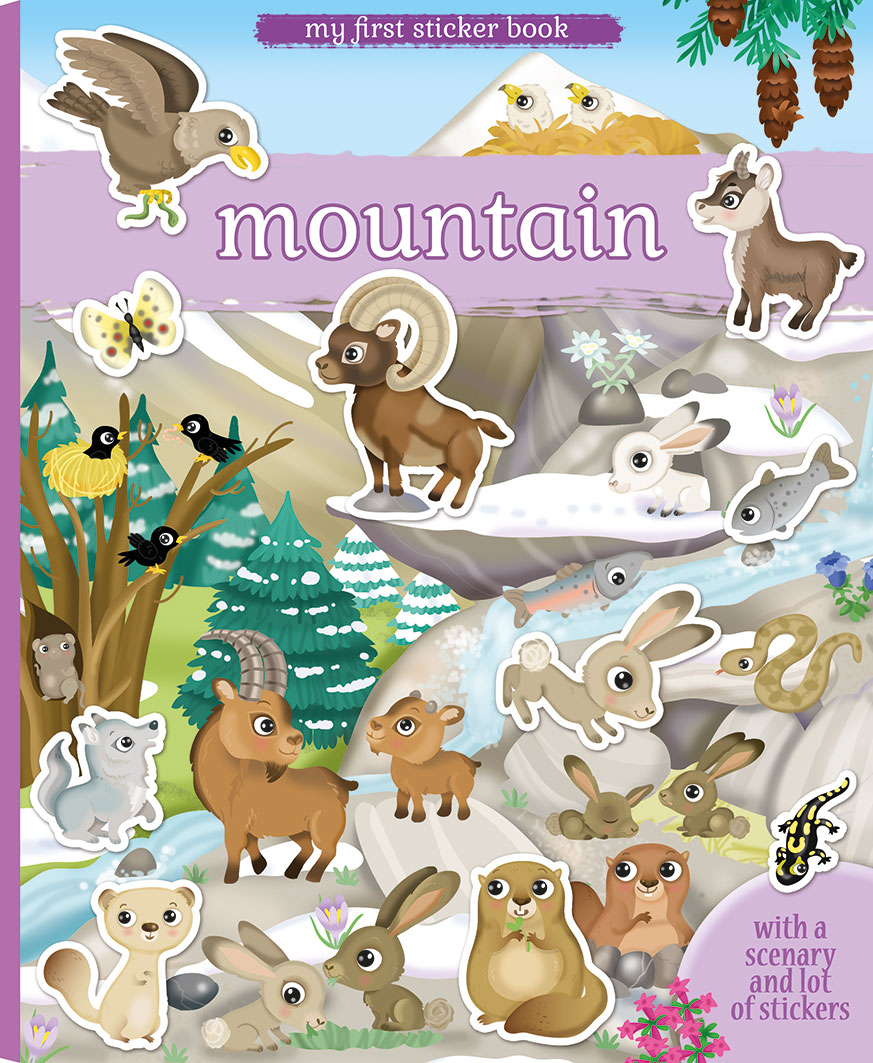 my first sticker book
mountain
with a
scenary
and lot
of stickers